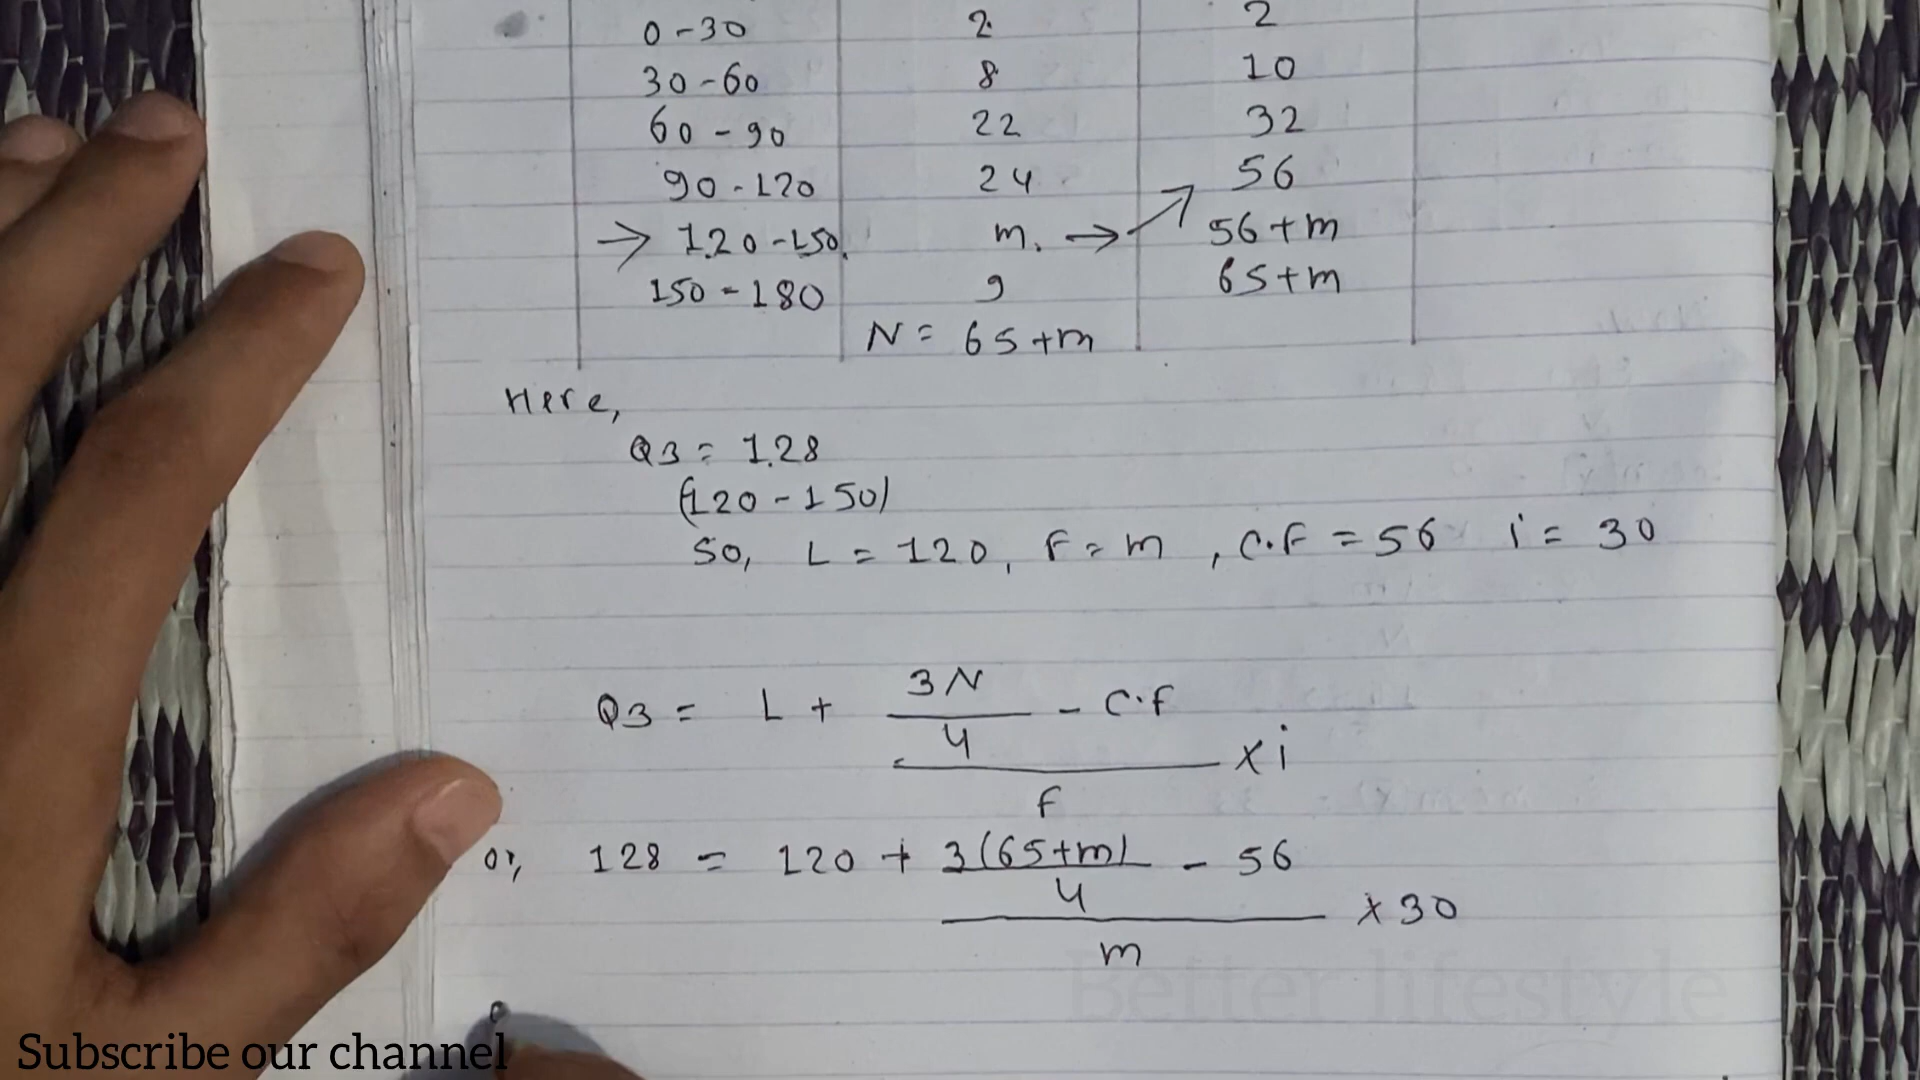 0-30 2 2
30-60 8 10
60-90 22 32
90-120 24 56
→ 120-150 m. → 56+m
150-180 9 65+m
N = 65+m
Here,
Q3 = 128
(120-150)
So, L = 120, F = m, C.F = 56 i = 30
Q3 = L + 3N/4 - C.F / F × i
or, 128 = 120 + 3(65+m)/4 - 56 / m × 30
Better lifestyle
Subscribe our channel